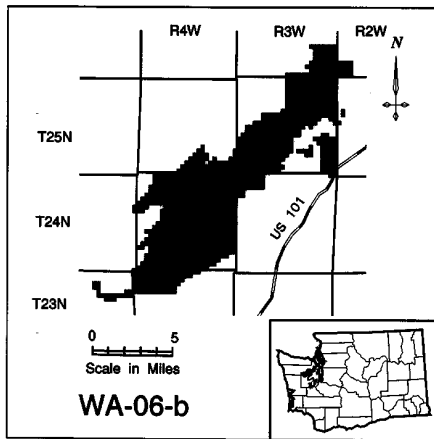 R4W R3W R2W
N
T25N
T24N
US 101
T23N
0 5
Scale in Miles
WA-06-b